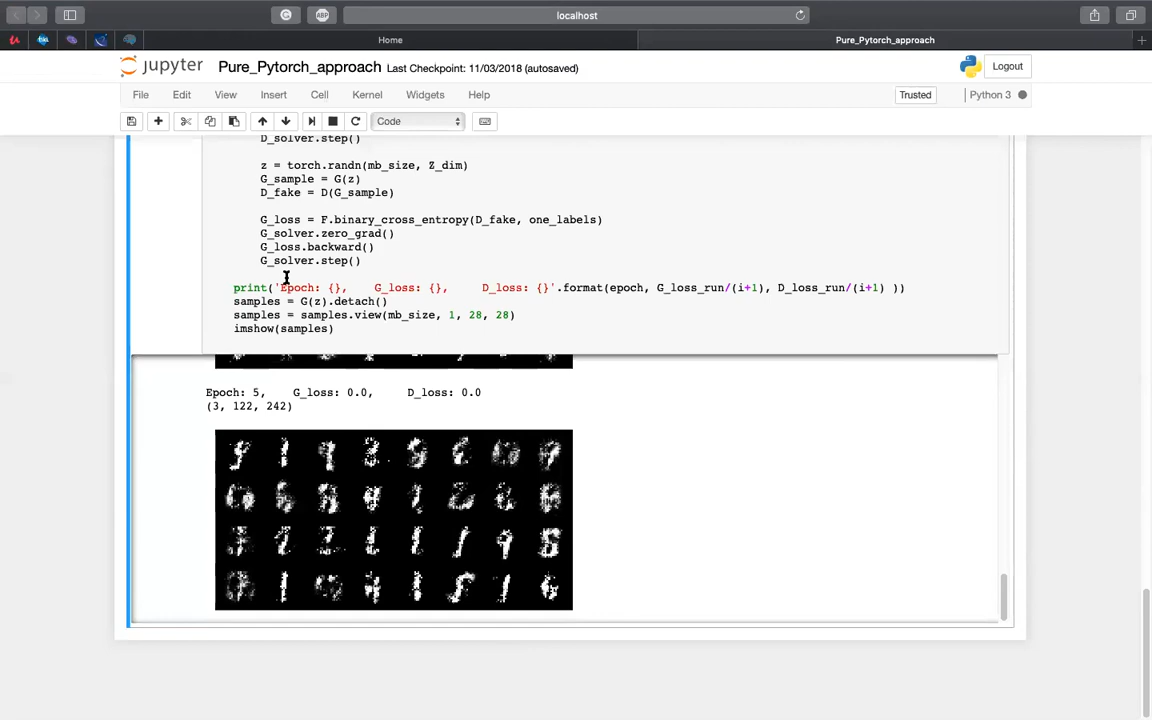 localhost
Home
Pure_Pytorch_approach
jupyter Pure_Pytorch_approach Last Checkpoint: 11/03/2018 (autosaved)
Logout
File Edit View Insert Cell Kernel Widgets Help
Trusted
Python 3
Code
D_solver.step()
z = torch.randn(mb_size, Z_dim)
G_sample = G(z)
D_fake = D(G_sample)
G_loss = F.binary_cross_entropy(D_fake, one_labels)
G_solver.zero_grad()
G_loss.backward()
G_solver.step()
print('Epoch: {},    G_loss: {},     D_loss: {}'.format(epoch, G_loss_run/(i+1), D_loss_run/(i+1) ))
samples = G(z).detach()
samples = samples.view(mb_size, 1, 28, 28)
imshow(samples)
Epoch: 5,    G_loss: 0.0,     D_loss: 0.0
(3, 122, 242)